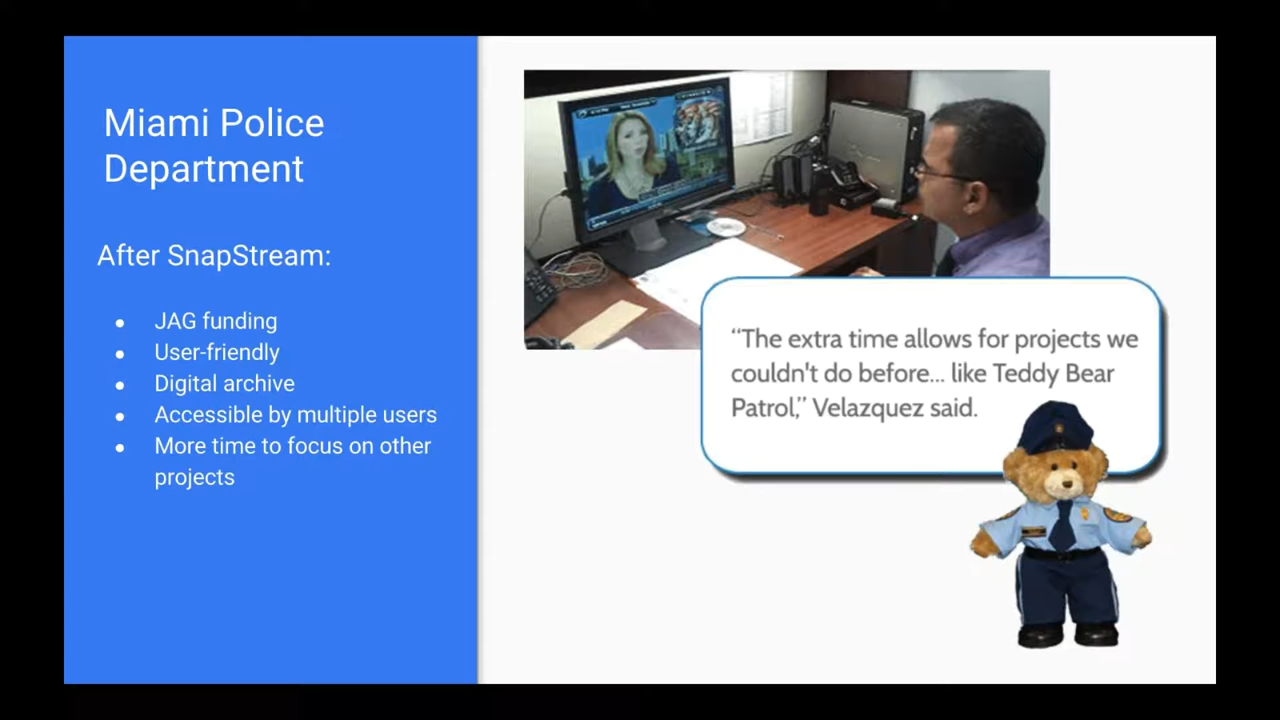 Miami Police
Department
After SnapStream:
● JAG funding
● User-friendly
● Digital archive
● Accessible by multiple users
● More time to focus on other
projects
“The extra time allows for projects we
couldn't do before... like Teddy Bear
Patrol,” Velazquez said.